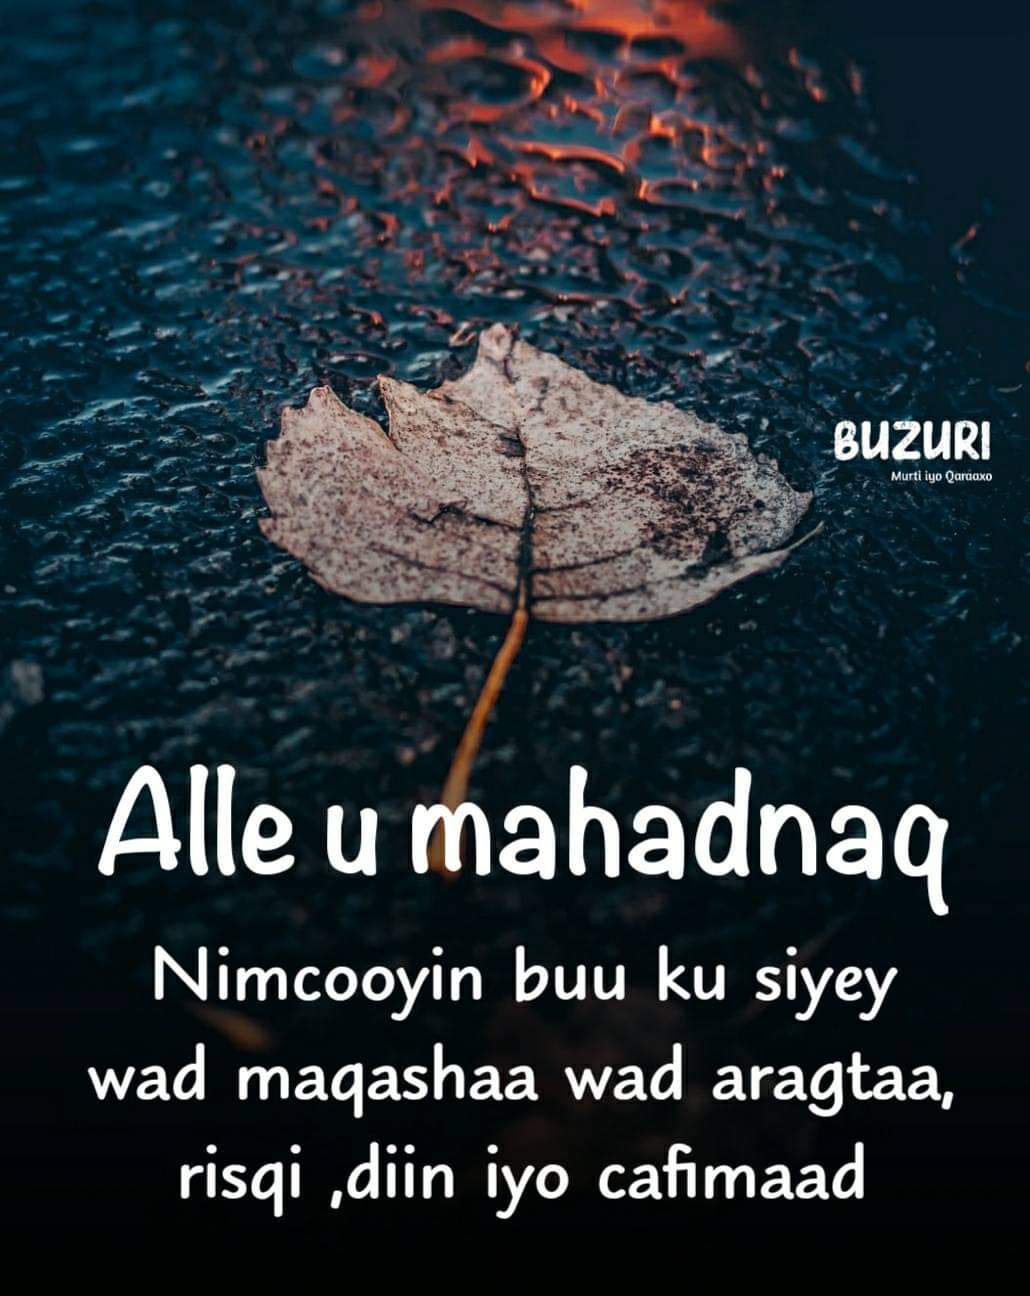 BUZURI
Murti iyo Qaraaxo
Alle u mahadnaq
Nimcooyin buu ku siyey
wad maqashaa wad aragtaa,
risqi ,diin iyo cafimaad